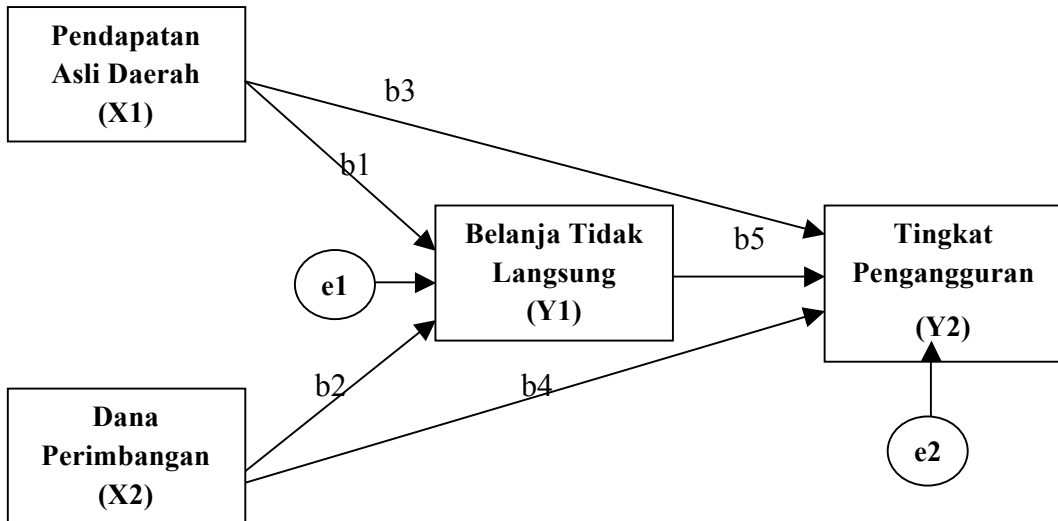 Pendapatan
Asli Daerah
(X1)
b3
b1
Belanja Tidak
Langsung
(Y1)
b5
Tingkat
Pengangguran
(Y2)
e1
b2
b4
Dana
Perimbangan
(X2)
e2